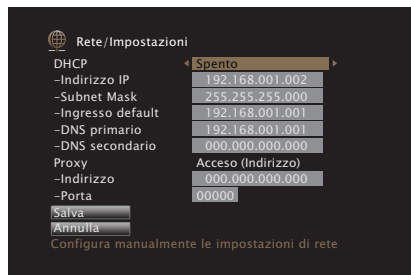 Rete/Impostazioni
DHCP Spento
-Indirizzo IP 192.168.001.002
-Subnet Mask 255.255.255.000
-Ingresso default 192.168.001.001
-DNS primario 192.168.001.001
-DNS secondario 000.000.000.000
Proxy Acceso (Indirizzo)
-Indirizzo 000.000.000.000
-Porta 00000
Salva
Annulla
Configura manualmente le impostazioni di rete